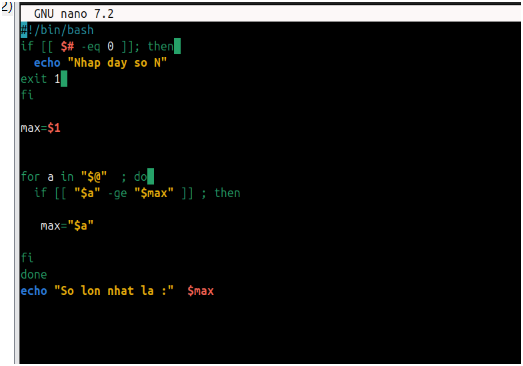 2)
GNU nano 7.2
#!/bin/bash
if [[ $# -eq 0 ]]; then
echo "Nhap day so N"
exit 1
fi
max=$1
for a in "$@" ; do
if [[ "$a" -ge "$max" ]] ; then
max="$a"
fi
done
echo "So lon nhat la :" $max